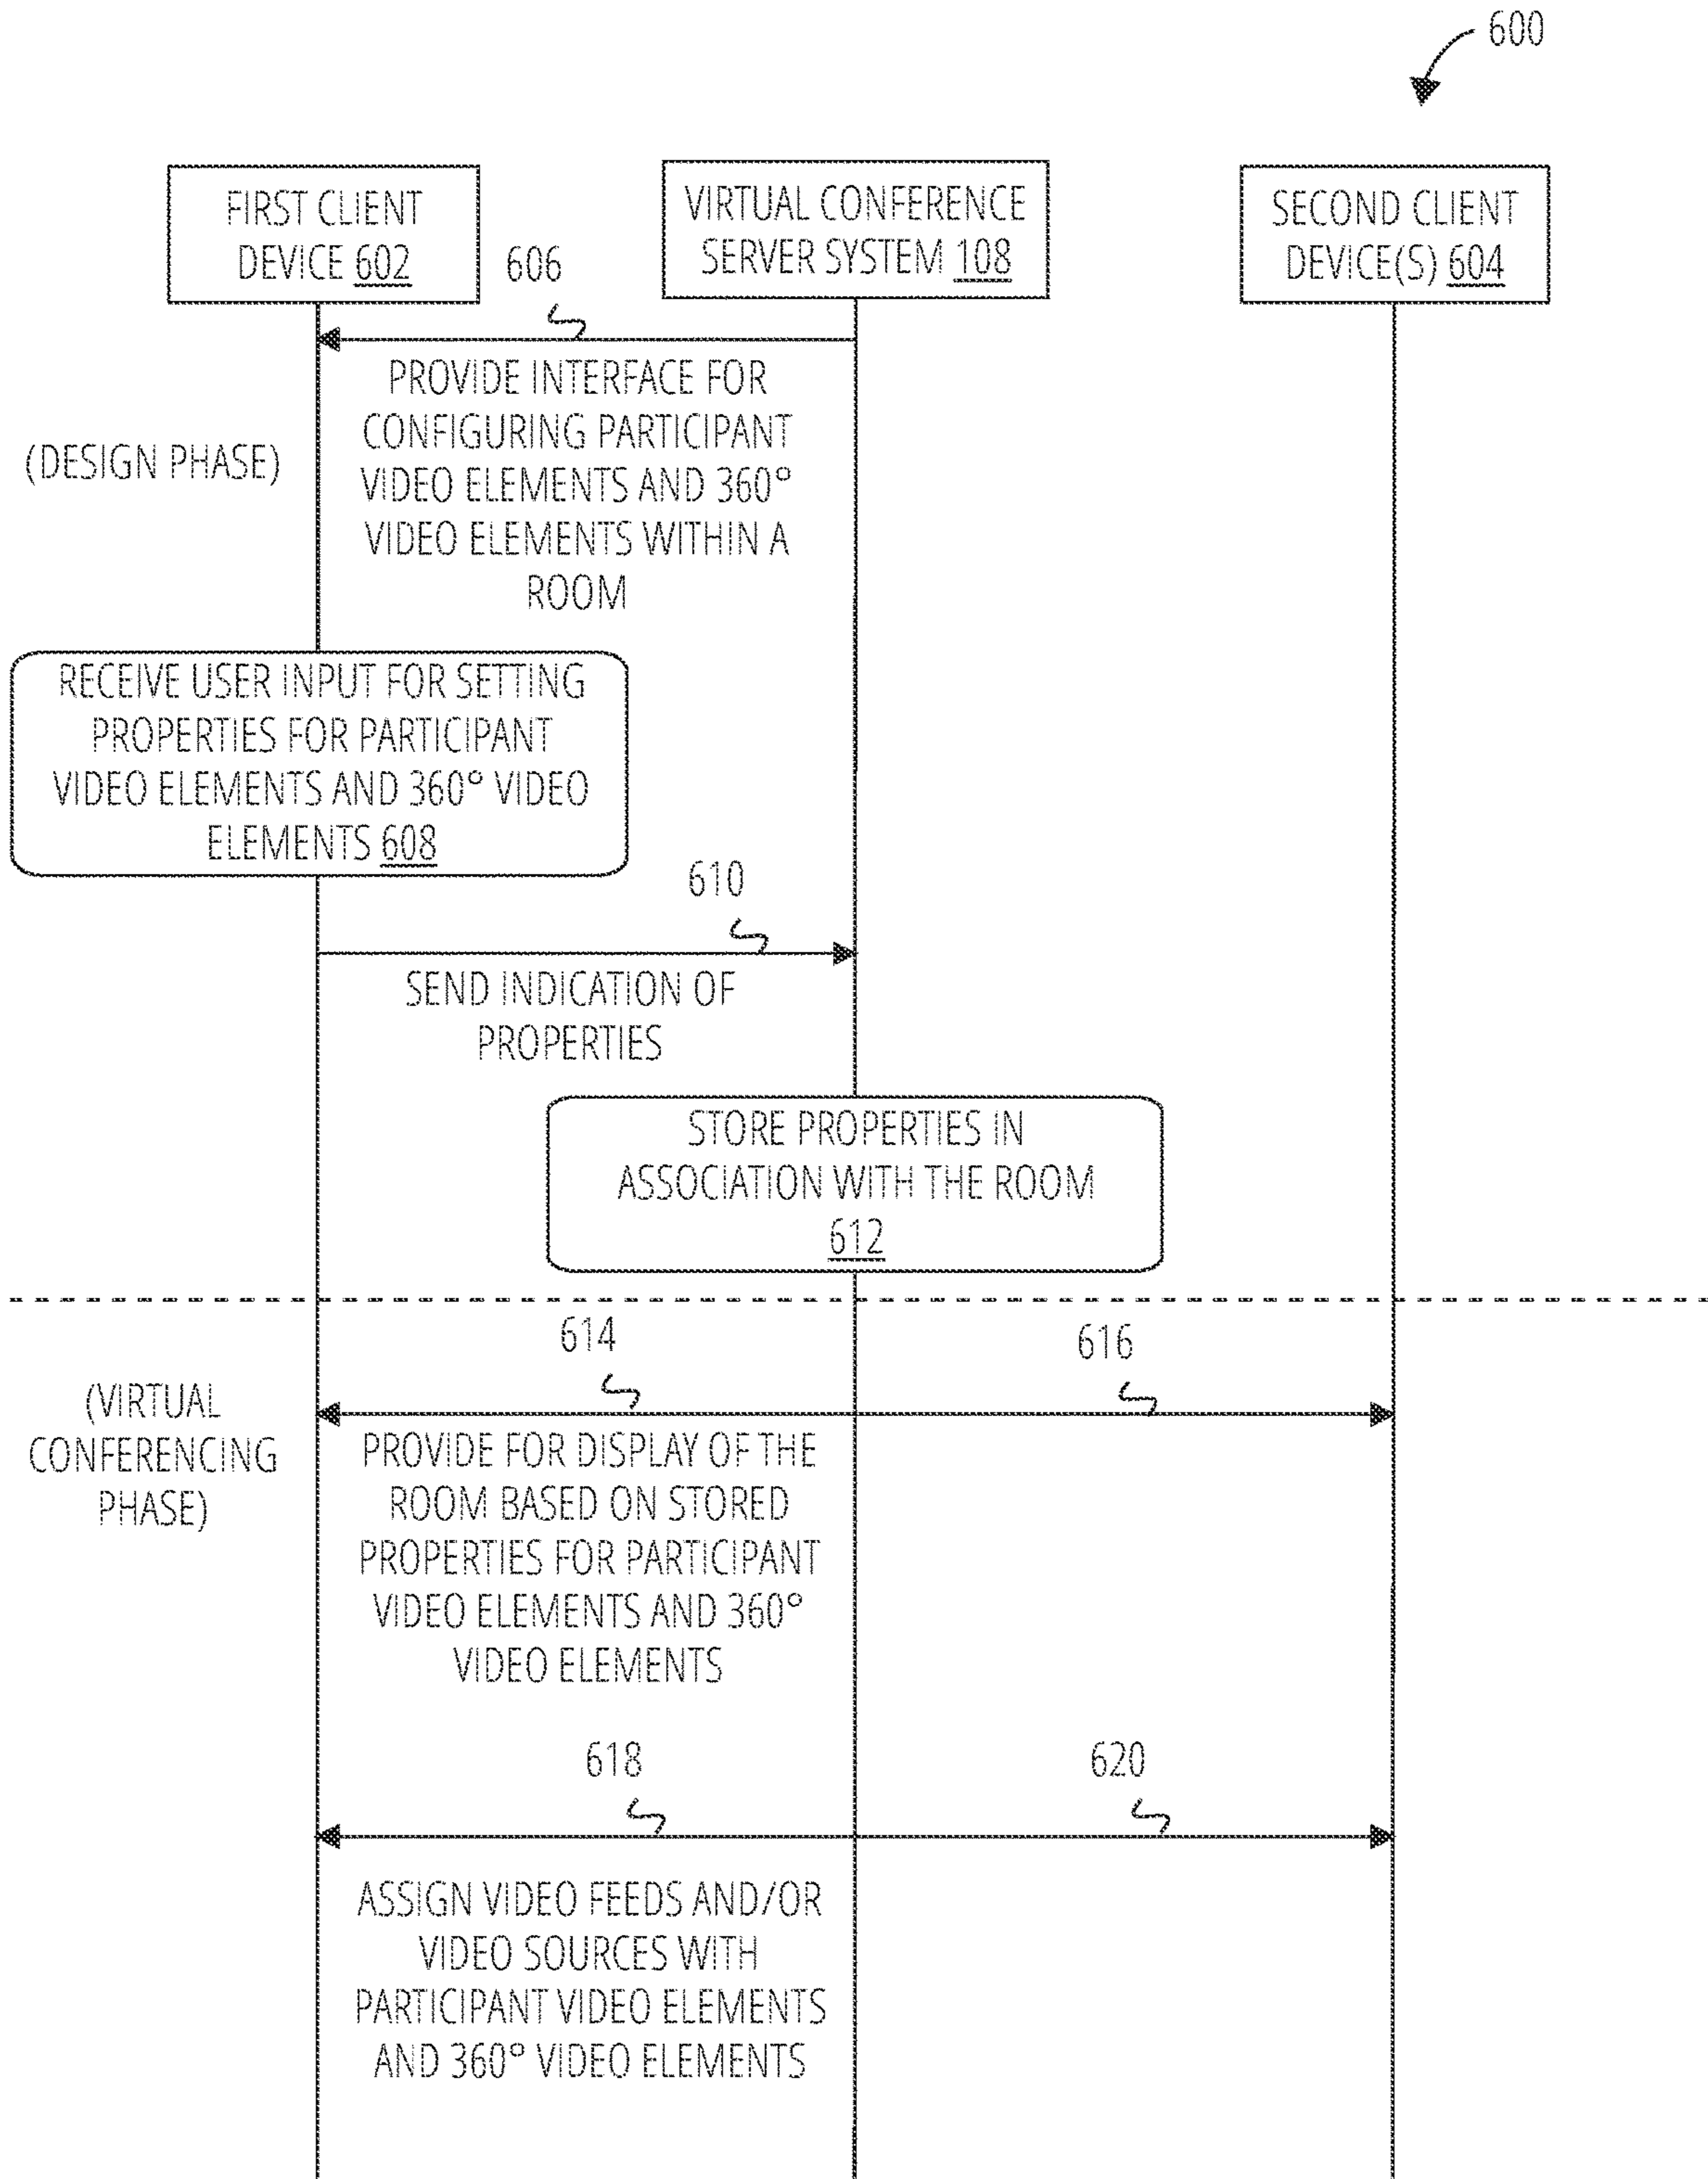 600
FIRST CLIENT
DEVICE 602
VIRTUAL CONFERENCE
SERVER SYSTEM 108
SECOND CLIENT
DEVICE(S) 604
606
PROVIDE INTERFACE FOR
CONFIGURING PARTICIPANT
VIDEO ELEMENTS AND 360°
VIDEO ELEMENTS WITHIN A
ROOM
(DESIGN PHASE)
RECEIVE USER INPUT FOR SETTING
PROPERTIES FOR PARTICIPANT
VIDEO ELEMENTS AND 360° VIDEO
ELEMENTS 608
610
SEND INDICATION OF
PROPERTIES
STORE PROPERTIES IN
ASSOCIATION WITH THE ROOM
612
614
616
(VIRTUAL
CONFERENCING
PHASE)
PROVIDE FOR DISPLAY OF THE
ROOM BASED ON STORED
PROPERTIES FOR PARTICIPANT
VIDEO ELEMENTS AND 360°
VIDEO ELEMENTS
618
620
ASSIGN VIDEO FEEDS AND/OR
VIDEO SOURCES WITH
PARTICIPANT VIDEO ELEMENTS
AND 360° VIDEO ELEMENTS